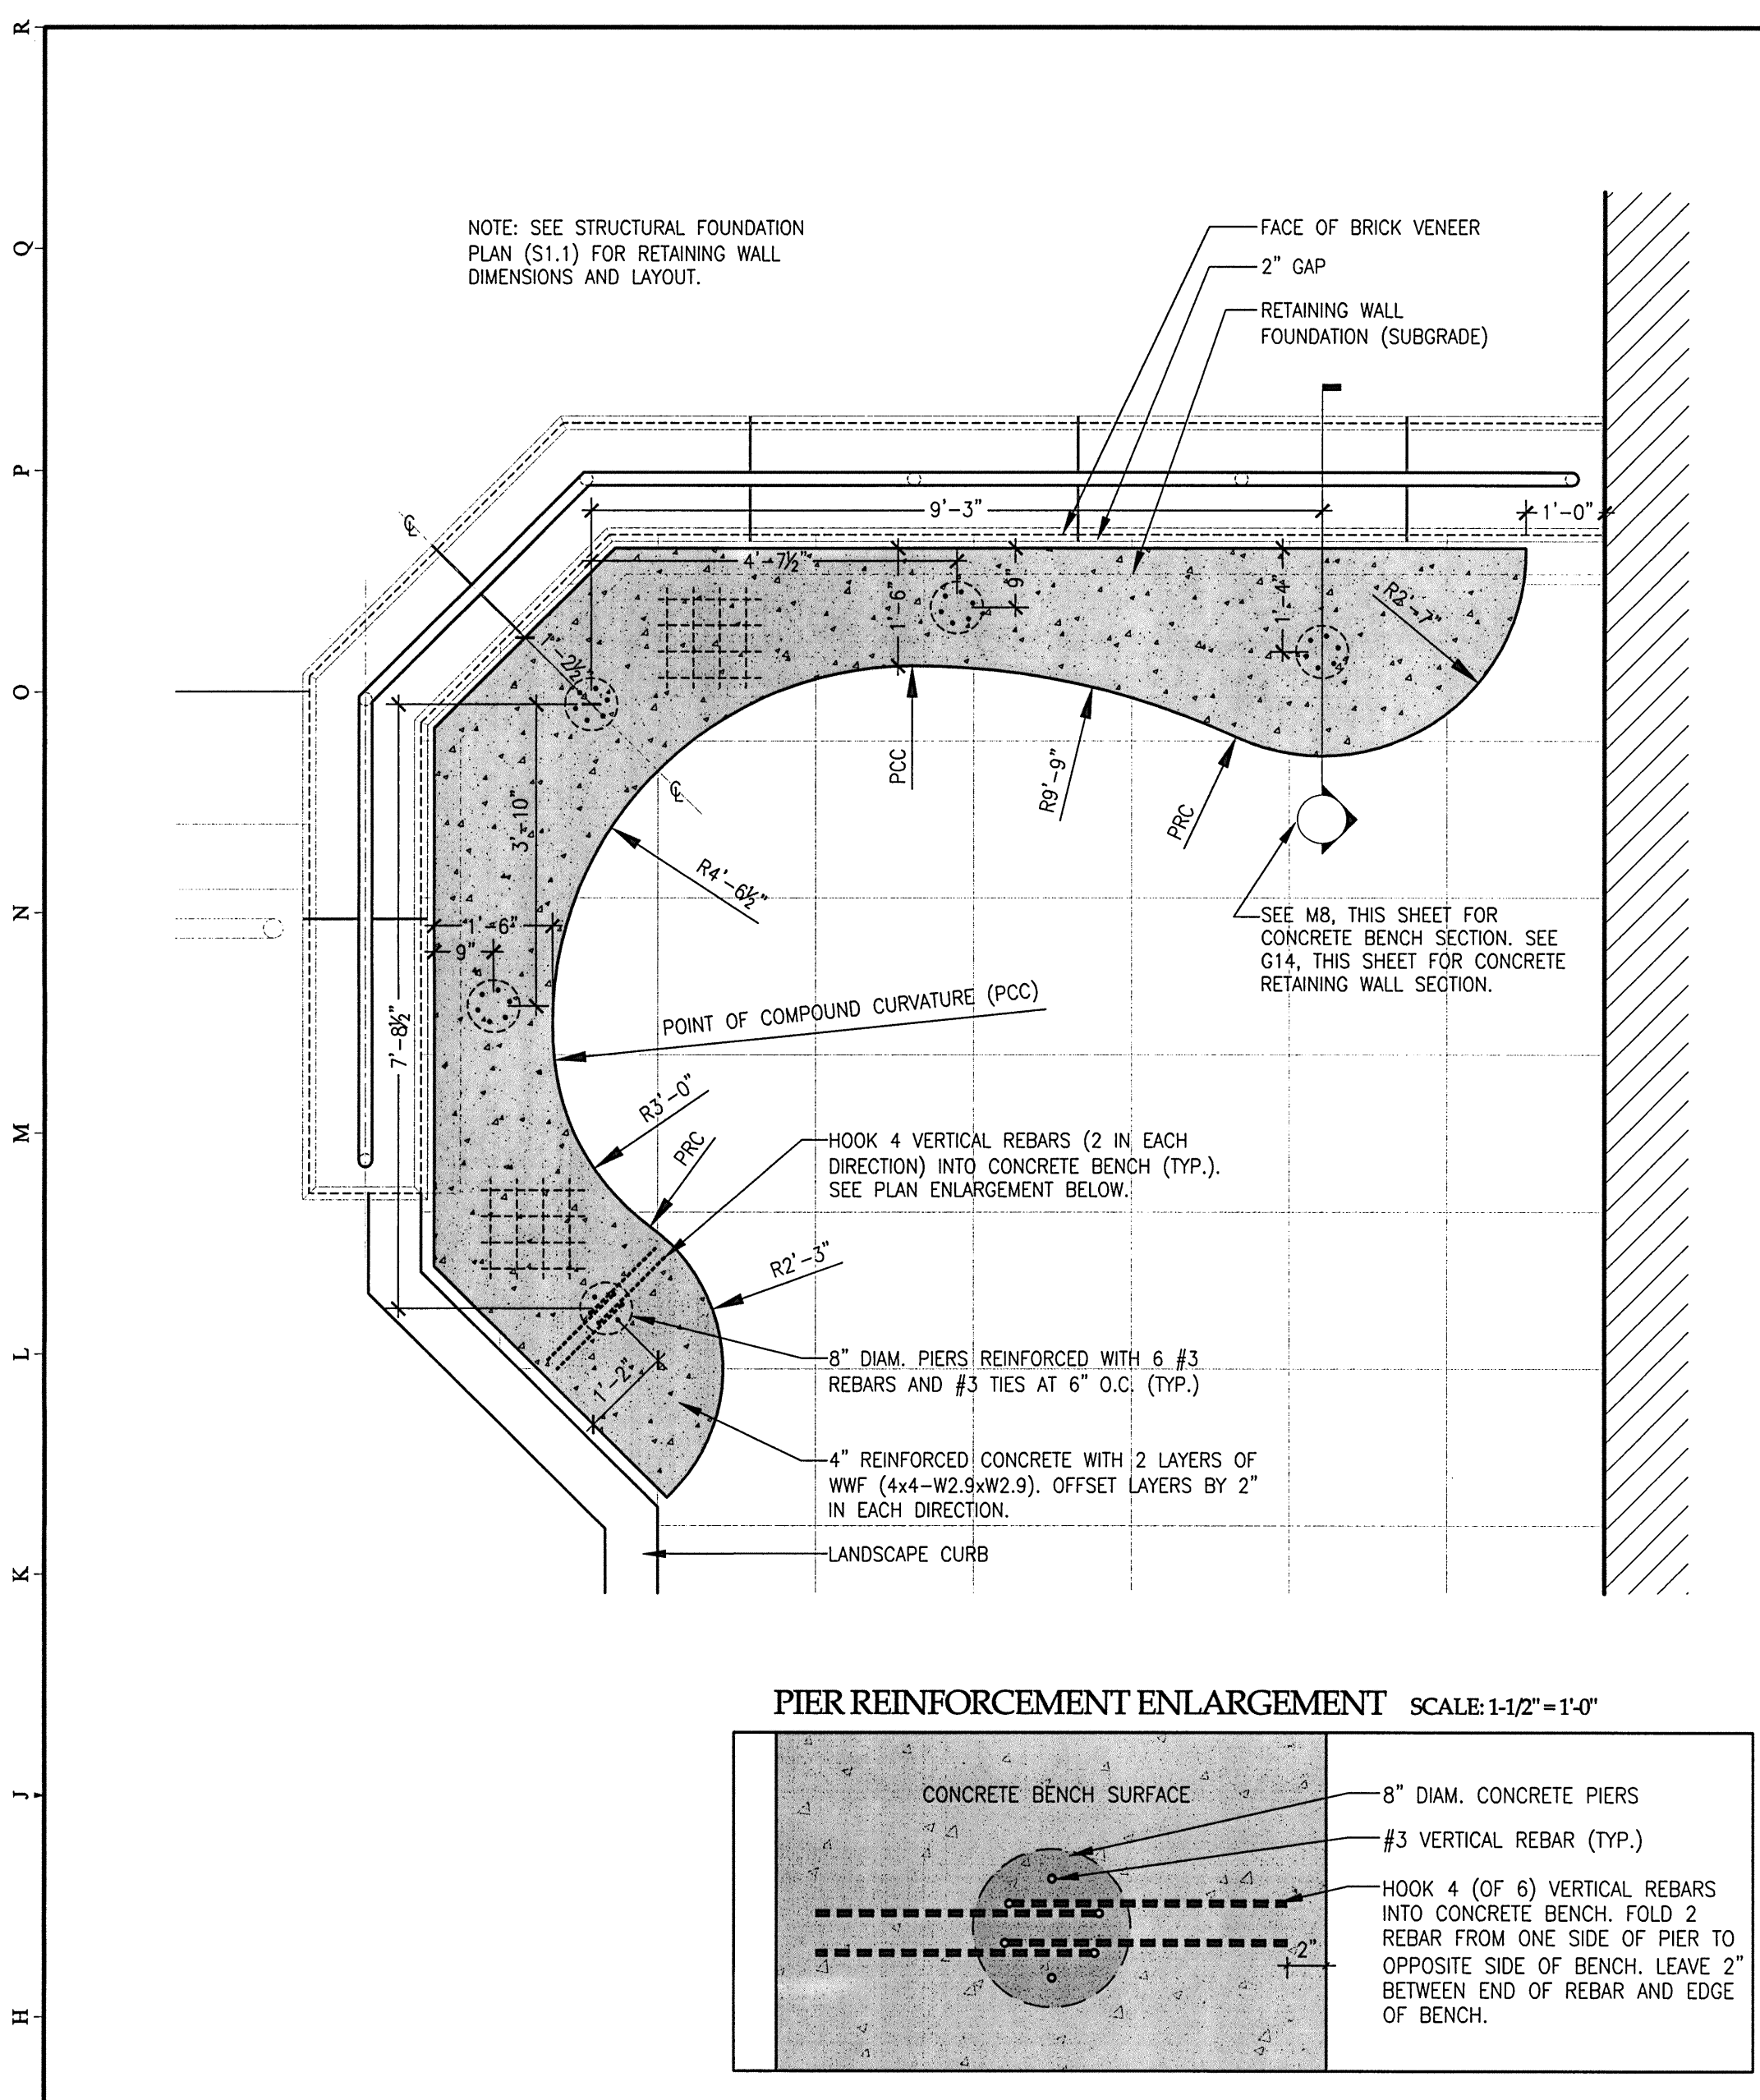 R
Q
P
O
N
M
L
K
J
H
NOTE: SEE STRUCTURAL FOUNDATION
PLAN (S1.1) FOR RETAINING WALL
DIMENSIONS AND LAYOUT.
FACE OF BRICK VENEER
2" GAP
RETAINING WALL
FOUNDATION (SUBGRADE)
9'-3"
1'-0"
℄
4'-7½"
1'-6"
9"
1'-4"
R2'-7"
1'-2½"
PCC
R9'-9"
PRC
3'-10"
℄
R4'-6½"
1'-6"
9"
7'-8½"
SEE M8, THIS SHEET FOR
CONCRETE BENCH SECTION. SEE
G14, THIS SHEET FOR CONCRETE
RETAINING WALL SECTION.
POINT OF COMPOUND CURVATURE (PCC)
R3'-0"
PRC
HOOK 4 VERTICAL REBARS (2 IN EACH
DIRECTION) INTO CONCRETE BENCH (TYP.).
SEE PLAN ENLARGEMENT BELOW.
R2'-3"
8" DIAM. PIERS REINFORCED WITH 6 #3
REBARS AND #3 TIES AT 6" O.C. (TYP.)
1'-2"
4" REINFORCED CONCRETE WITH 2 LAYERS OF
WWF (4x4-W2.9xW2.9). OFFSET LAYERS BY 2"
IN EACH DIRECTION.
LANDSCAPE CURB
PIER REINFORCEMENT ENLARGEMENT SCALE: 1-1/2" = 1'-0"
CONCRETE BENCH SURFACE
8" DIAM. CONCRETE PIERS
#3 VERTICAL REBAR (TYP.)
HOOK 4 (OF 6) VERTICAL REBARS
INTO CONCRETE BENCH. FOLD 2
REBAR FROM ONE SIDE OF PIER TO
OPPOSITE SIDE OF BENCH. LEAVE 2"
BETWEEN END OF REBAR AND EDGE
OF BENCH.
2"